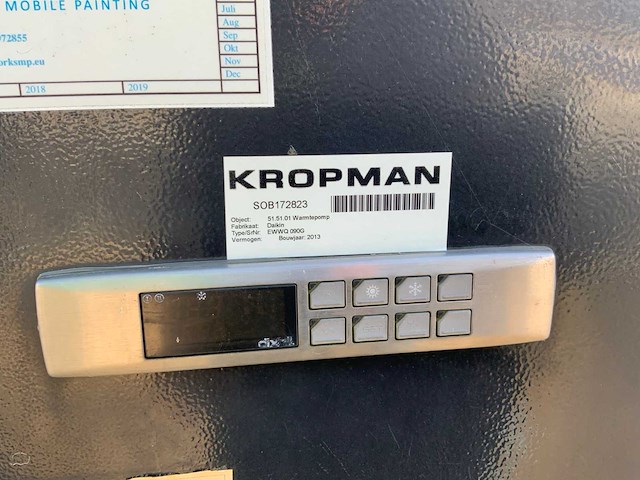 MOBILE PAINTING
72855
orksmp.eu
Juli
Aug
Sep
Okt
Nov
Dec
2018 2019
KROPMAN
SOB172823
Object: 51.51.01 Warmtepomp
Fabrikaat: Daikin
Type/SrNr: EWWQ 090G
Vermogen: Bouwjaar: 2013
dixell